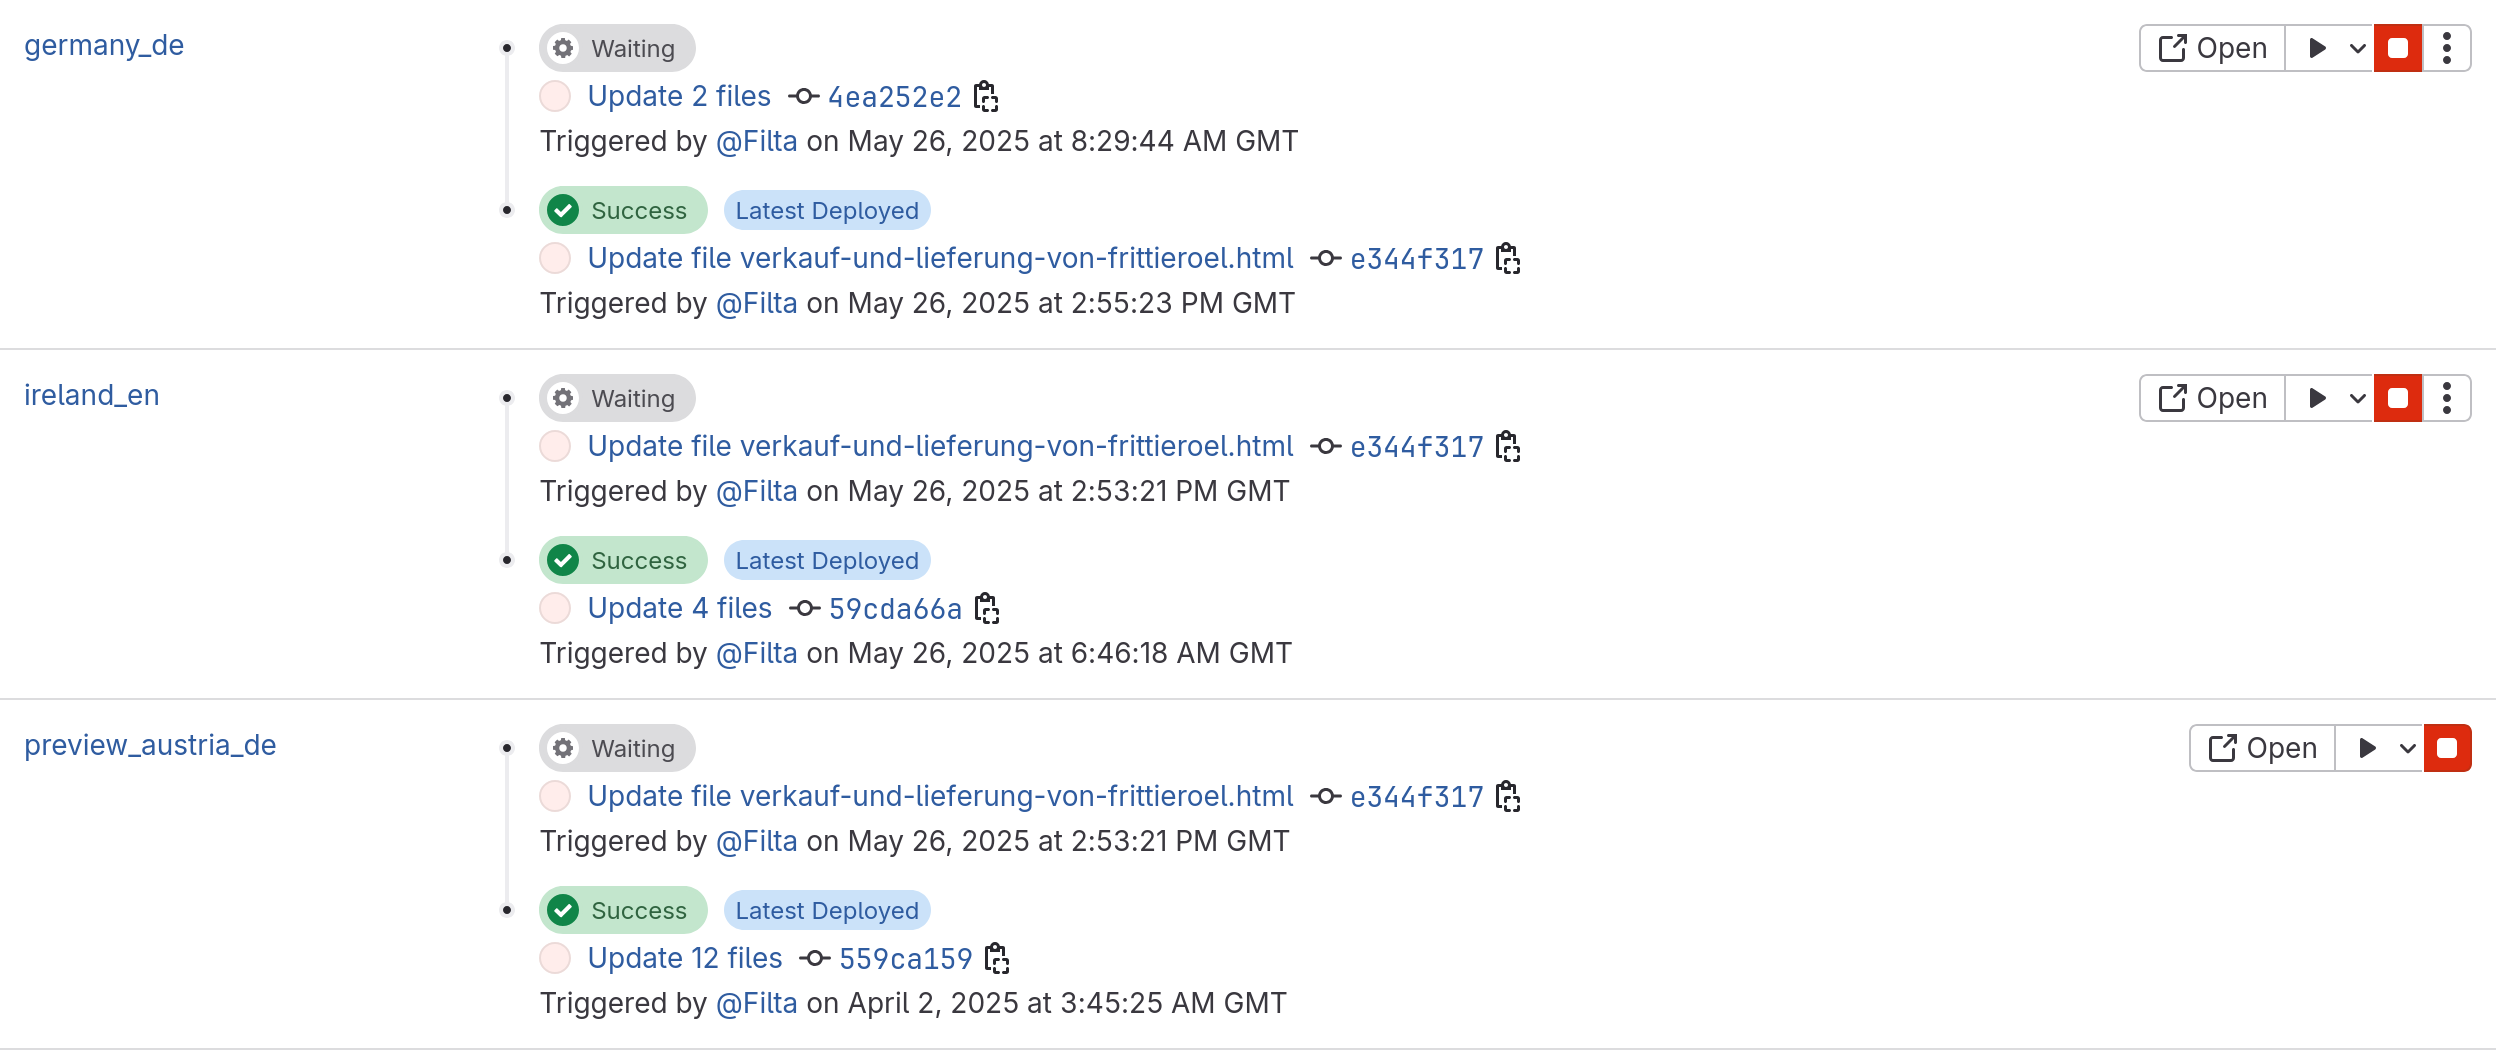 germany_de
Waiting
Open
Update 2 files 4ea252e2
Triggered by @Filta on May 26, 2025 at 8:29:44 AM GMT
Success Latest Deployed
Update file verkauf-und-lieferung-von-frittieroel.html e344f317
Triggered by @Filta on May 26, 2025 at 2:55:23 PM GMT
ireland_en
Waiting
Open
Update file verkauf-und-lieferung-von-frittieroel.html e344f317
Triggered by @Filta on May 26, 2025 at 2:53:21 PM GMT
Success Latest Deployed
Update 4 files 59cda66a
Triggered by @Filta on May 26, 2025 at 6:46:18 AM GMT
preview_austria_de
Waiting
Open
Update file verkauf-und-lieferung-von-frittieroel.html e344f317
Triggered by @Filta on May 26, 2025 at 2:53:21 PM GMT
Success Latest Deployed
Update 12 files 559ca159
Triggered by @Filta on April 2, 2025 at 3:45:25 AM GMT